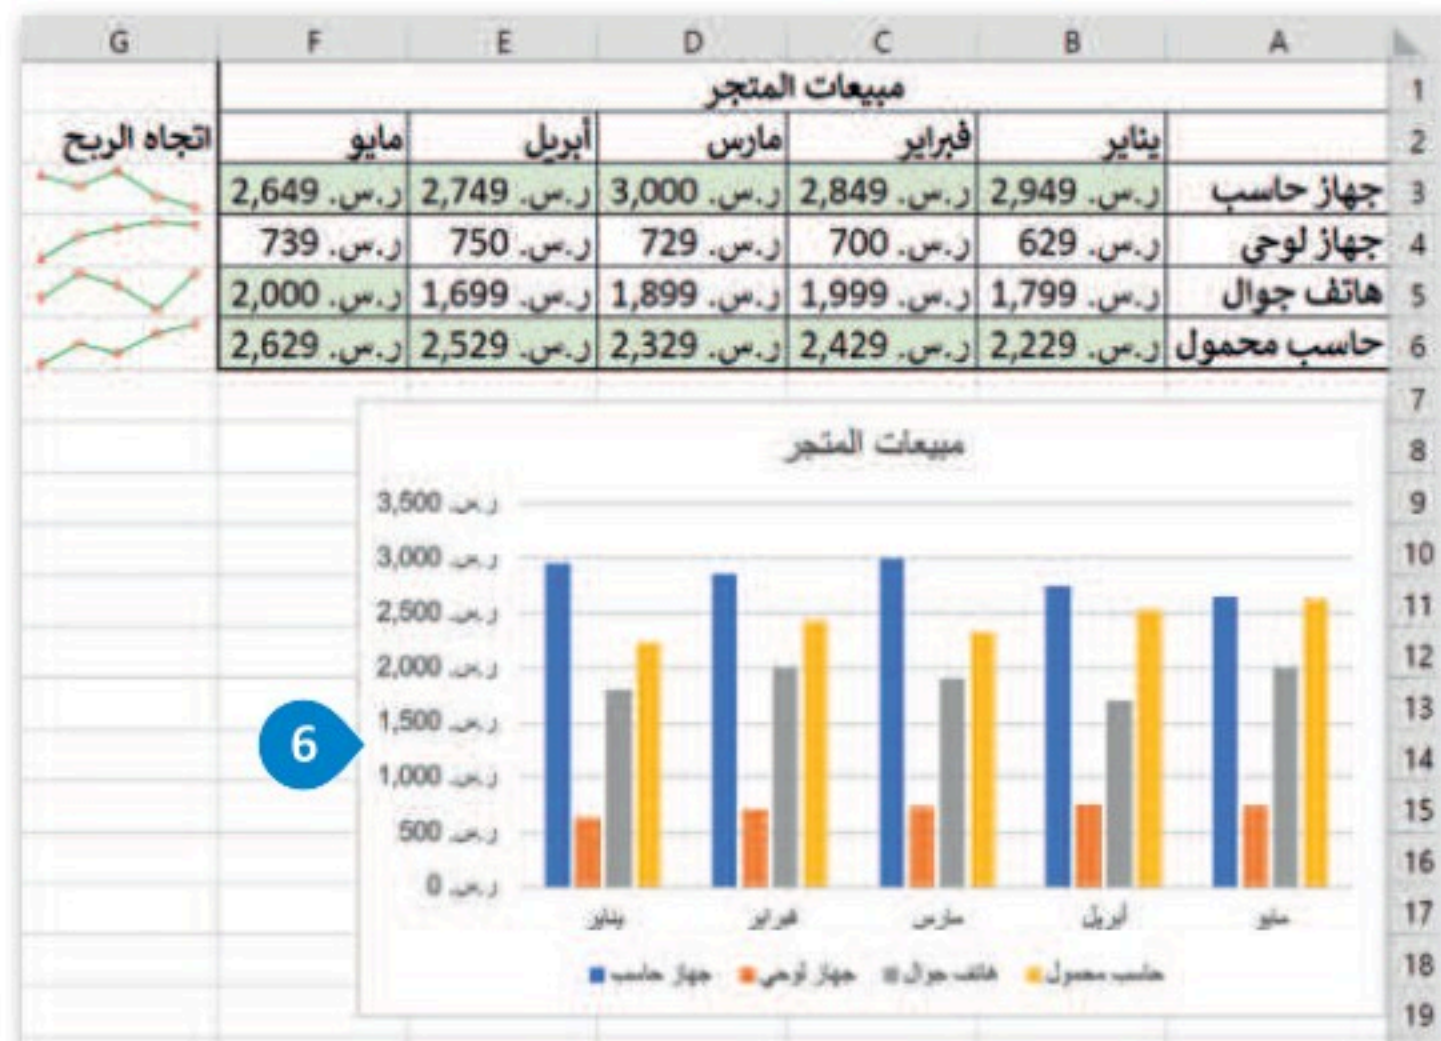 A B C D E F G
1 مبيعات المتجر
2 يناير فبراير مارس أبريل مايو اتجاه الربح
3 جهاز حاسب ر.س. 2,949 ر.س. 2,849 ر.س. 3,000 ر.س. 2,749 ر.س. 2,649
4 جهاز لوحي ر.س. 629 ر.س. 700 ر.س. 729 ر.س. 750 ر.س. 739
5 هاتف جوال ر.س. 1,799 ر.س. 1,999 ر.س. 1,899 ر.س. 1,699 ر.س. 2,000
6 حاسب محمول ر.س. 2,229 ر.س. 2,429 ر.س. 2,329 ر.س. 2,529 ر.س. 2,629
7
8
9
10
11
12
13
14
15
16
17
18
19
مبيعات المتجر
ر.س. 3,500
ر.س. 3,000
ر.س. 2,500
ر.س. 2,000
ر.س. 1,500
ر.س. 1,000
ر.س. 500
ر.س. 0
يناير فبراير مارس أبريل مايو
جهاز حاسب جهاز لوحي هاتف جوال حاسب محمول
6